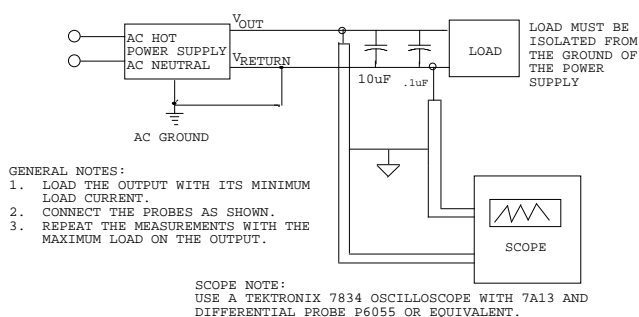 V OUT
AC HOT
POWER SUPPLY
AC NEUTRAL
V RETURN
10uF
.1uF
LOAD
LOAD MUST BE
ISOLATED FROM
THE GROUND OF
THE POWER
SUPPLY
AC GROUND
GENERAL NOTES:
1. LOAD THE OUTPUT WITH ITS MINIMUM
LOAD CURRENT.
2. CONNECT THE PROBES AS SHOWN.
3. REPEAT THE MEASUREMENTS WITH THE
MAXIMUM LOAD ON THE OUTPUT.
SCOPE
SCOPE NOTE:
USE A TEKTRONIX 7834 OSCILLOSCOPE WITH 7A13 AND
DIFFERENTIAL PROBE P6055 OR EQUIVALENT.